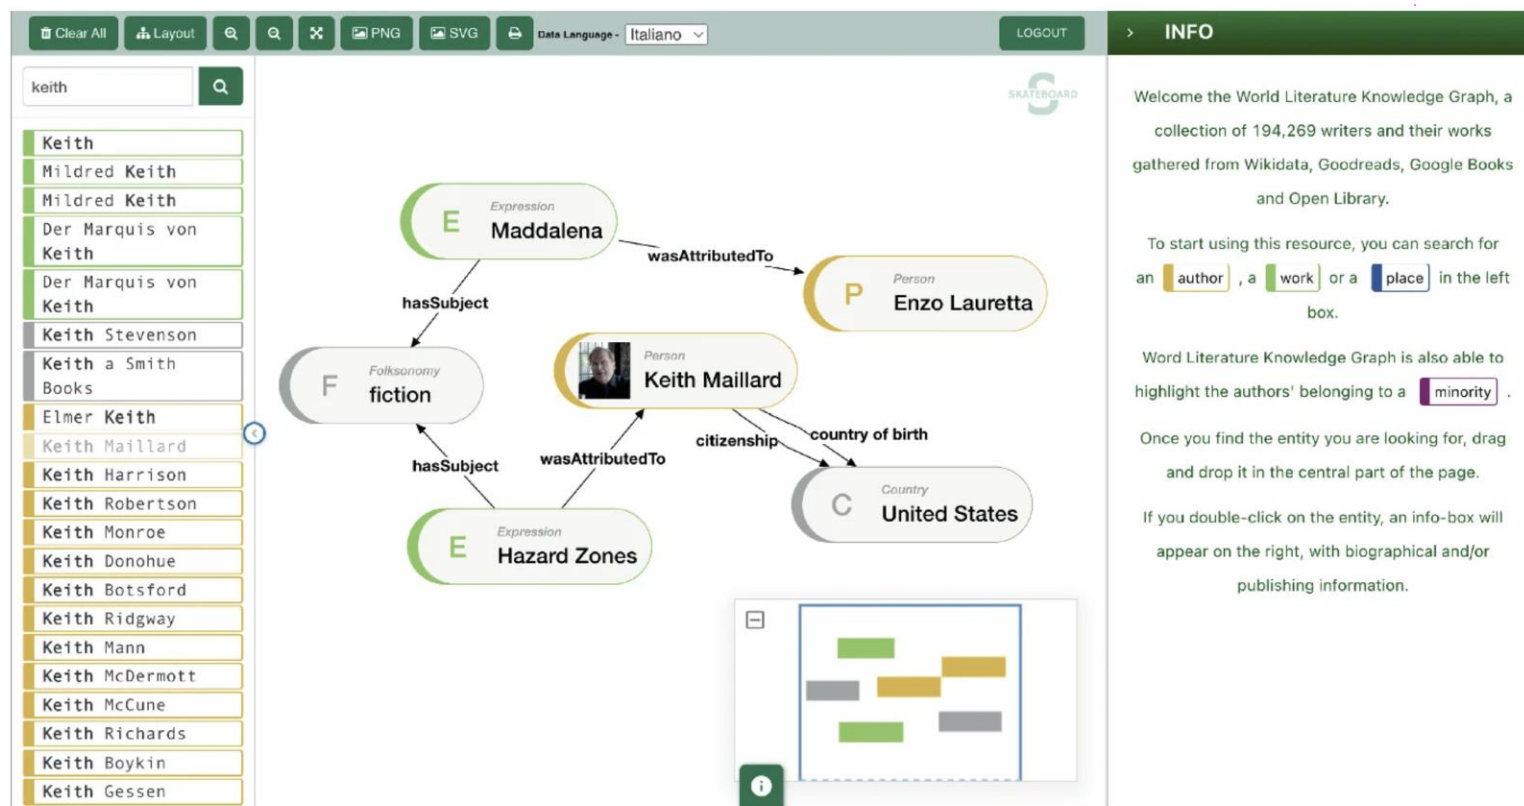 Clear All
Layout
PNG
SVG
Data Language -
Italiano
LOGOUT
INFO
keith
Keith
Mildred Keith
Mildred Keith
Der Marquis von
Keith
Der Marquis von
Keith
Keith Stevenson
Keith a Smith
Books
Elmer Keith
Keith Maillard
Keith Harrison
Keith Robertson
Keith Monroe
Keith Donohue
Keith Botsford
Keith Ridgway
Keith Mann
Keith McDermott
Keith McCune
Keith Richards
Keith Boykin
Keith Gessen
SKATEBOARD
S
E
Expression
Maddalena
wasAttributedTo
P
Person
Enzo Lauretta
hasSubject
F
Folksonomy
fiction
Person
Keith Maillard
citizenship
country of birth
hasSubject
wasAttributedTo
C
Country
United States
E
Expression
Hazard Zones
Welcome the World Literature Knowledge Graph, a
collection of 194,269 writers and their works
gathered from Wikidata, Goodreads, Google Books
and Open Library.
To start using this resource, you can search for
an author , a work or a place in the left
box.
Word Literature Knowledge Graph is also able to
highlight the authors' belonging to a minority .
Once you find the entity you are looking for, drag
and drop it in the central part of the page.
If you double-click on the entity, an info-box will
appear on the right, with biographical and/or
publishing information.